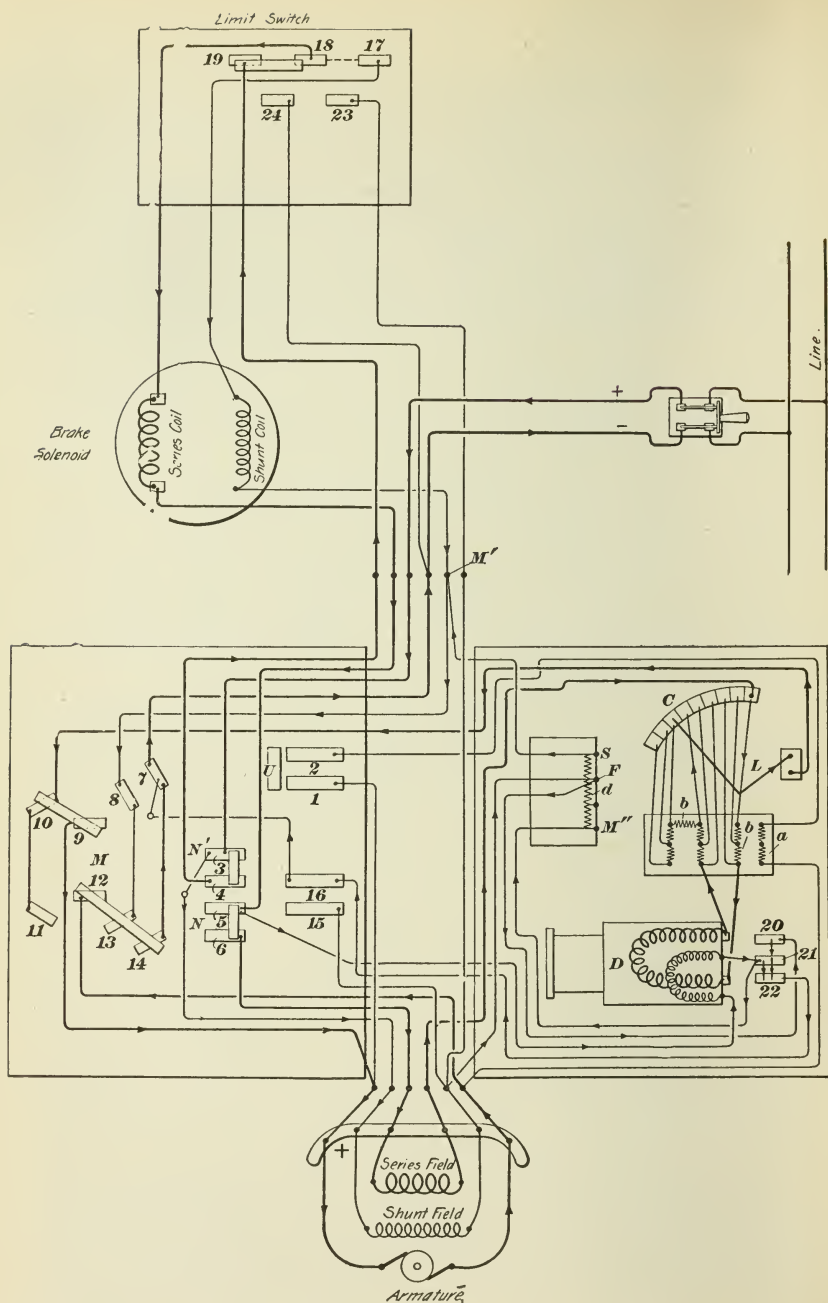 Limit Switch
19 18 17
24 23
Line.
+
-
Brake
Solenoid
Series Coil
Shunt Coil
M'
C
S
L
F
U 2
d
7
8
1
M"
b
10
b
a
9
N'
M
3
12
16
20
4
11
N 5
15
D
21
13
6
14
22
+
Series Field
Shunt Field
Armature